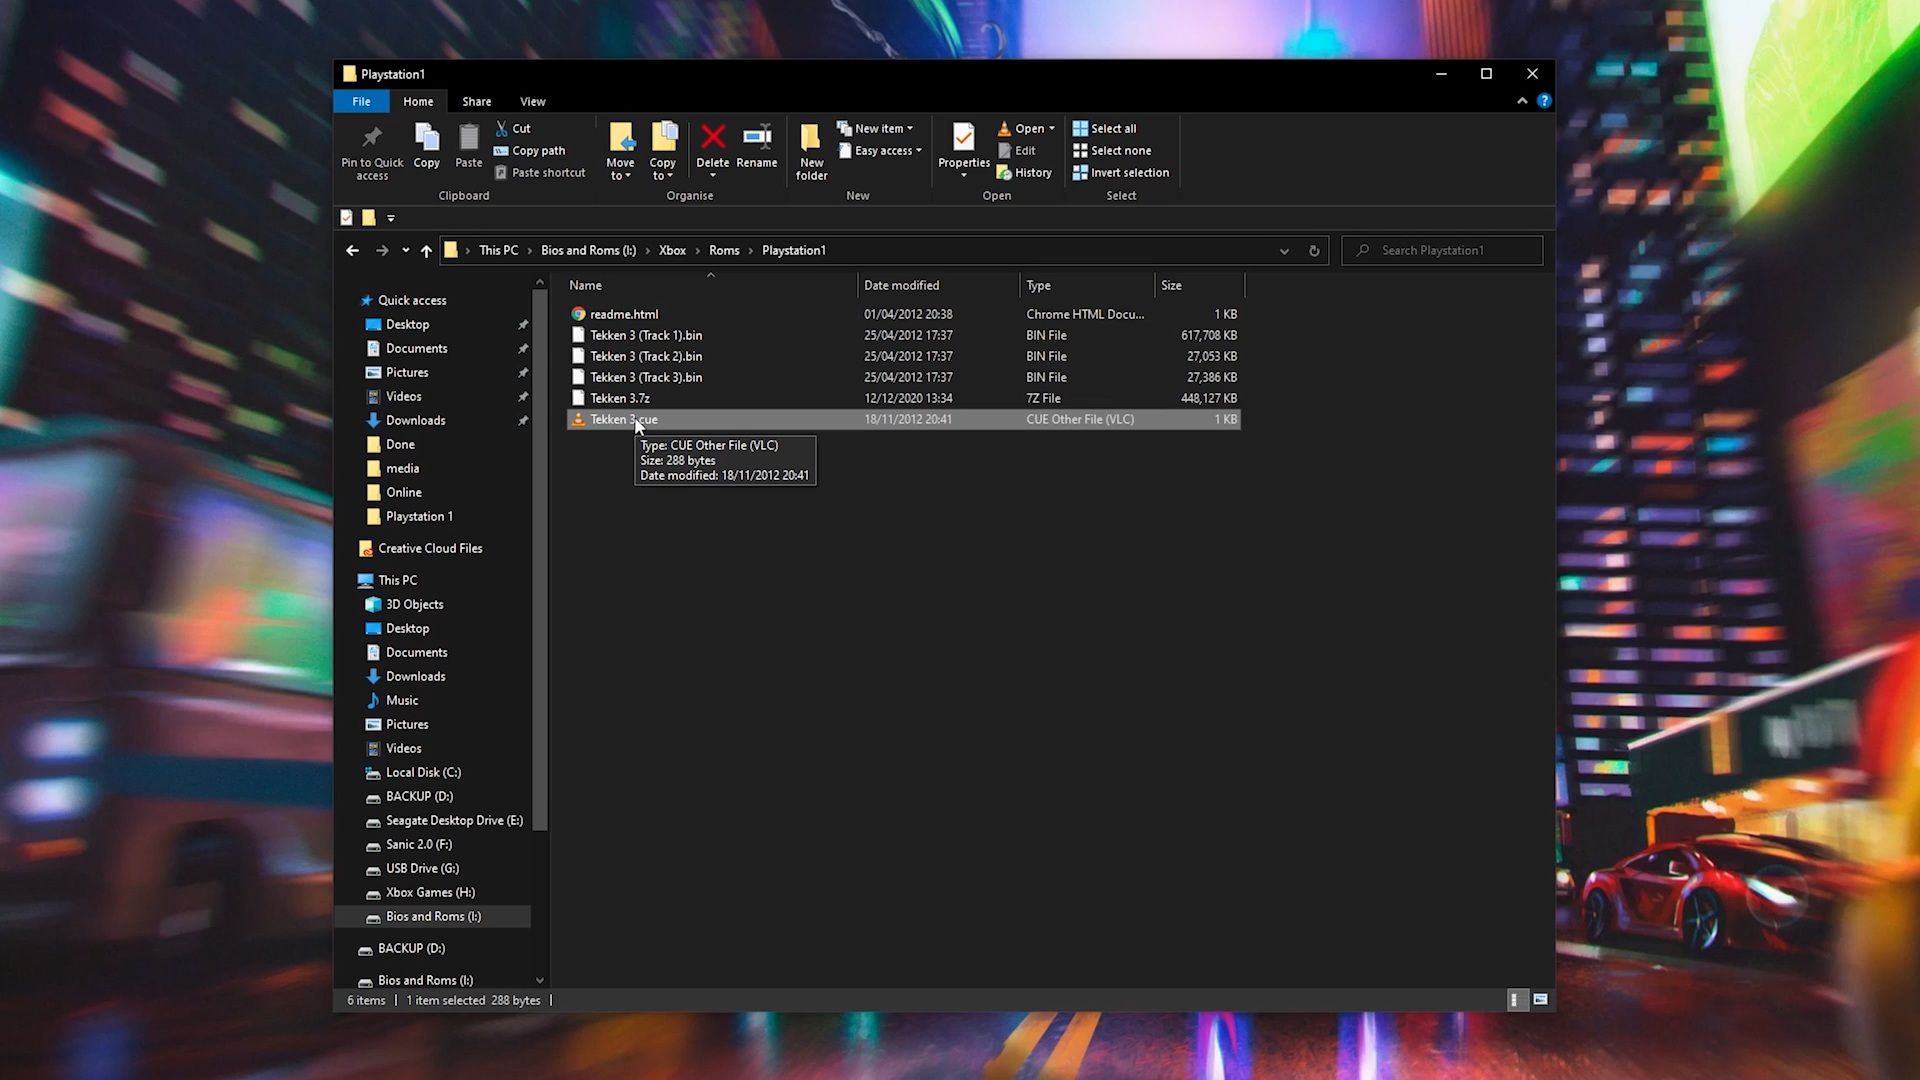 Playstation1
File Home Share View
Pin to Quick access
Copy
Paste
Cut
Copy path
Paste shortcut
Clipboard
Move to
Copy to
Delete
Rename
Organise
New folder
New item
Easy access
New
Properties
Open
Edit
History
Open
Select all
Select none
Invert selection
Select
This PC › Bios and Roms (I:) › Xbox › Roms › Playstation1
Search Playstation1
Name Date modified Type Size
readme.html 01/04/2012 20:38 Chrome HTML Docu... 1 KB
Tekken 3 (Track 1).bin 25/04/2012 17:37 BIN File 617,708 KB
Tekken 3 (Track 2).bin 25/04/2012 17:37 BIN File 27,053 KB
Tekken 3 (Track 3).bin 25/04/2012 17:37 BIN File 27,386 KB
Tekken 3.7z 12/12/2020 13:34 7Z File 448,127 KB
Tekken 3.cue 18/11/2012 20:41 CUE Other File (VLC) 1 KB
Type: CUE Other File (VLC)
Size: 288 bytes
Date modified: 18/11/2012 20:41
Quick access
Desktop
Documents
Pictures
Videos
Downloads
Done
media
Online
Playstation 1
Creative Cloud Files
This PC
3D Objects
Desktop
Documents
Downloads
Music
Pictures
Videos
Local Disk (C:)
BACKUP (D:)
Seagate Desktop Drive (E:)
Sanic 2.0 (F:)
USB Drive (G:)
Xbox Games (H:)
Bios and Roms (I:)
BACKUP (D:)
Bios and Roms (I:)
6 items 1 item selected 288 bytes